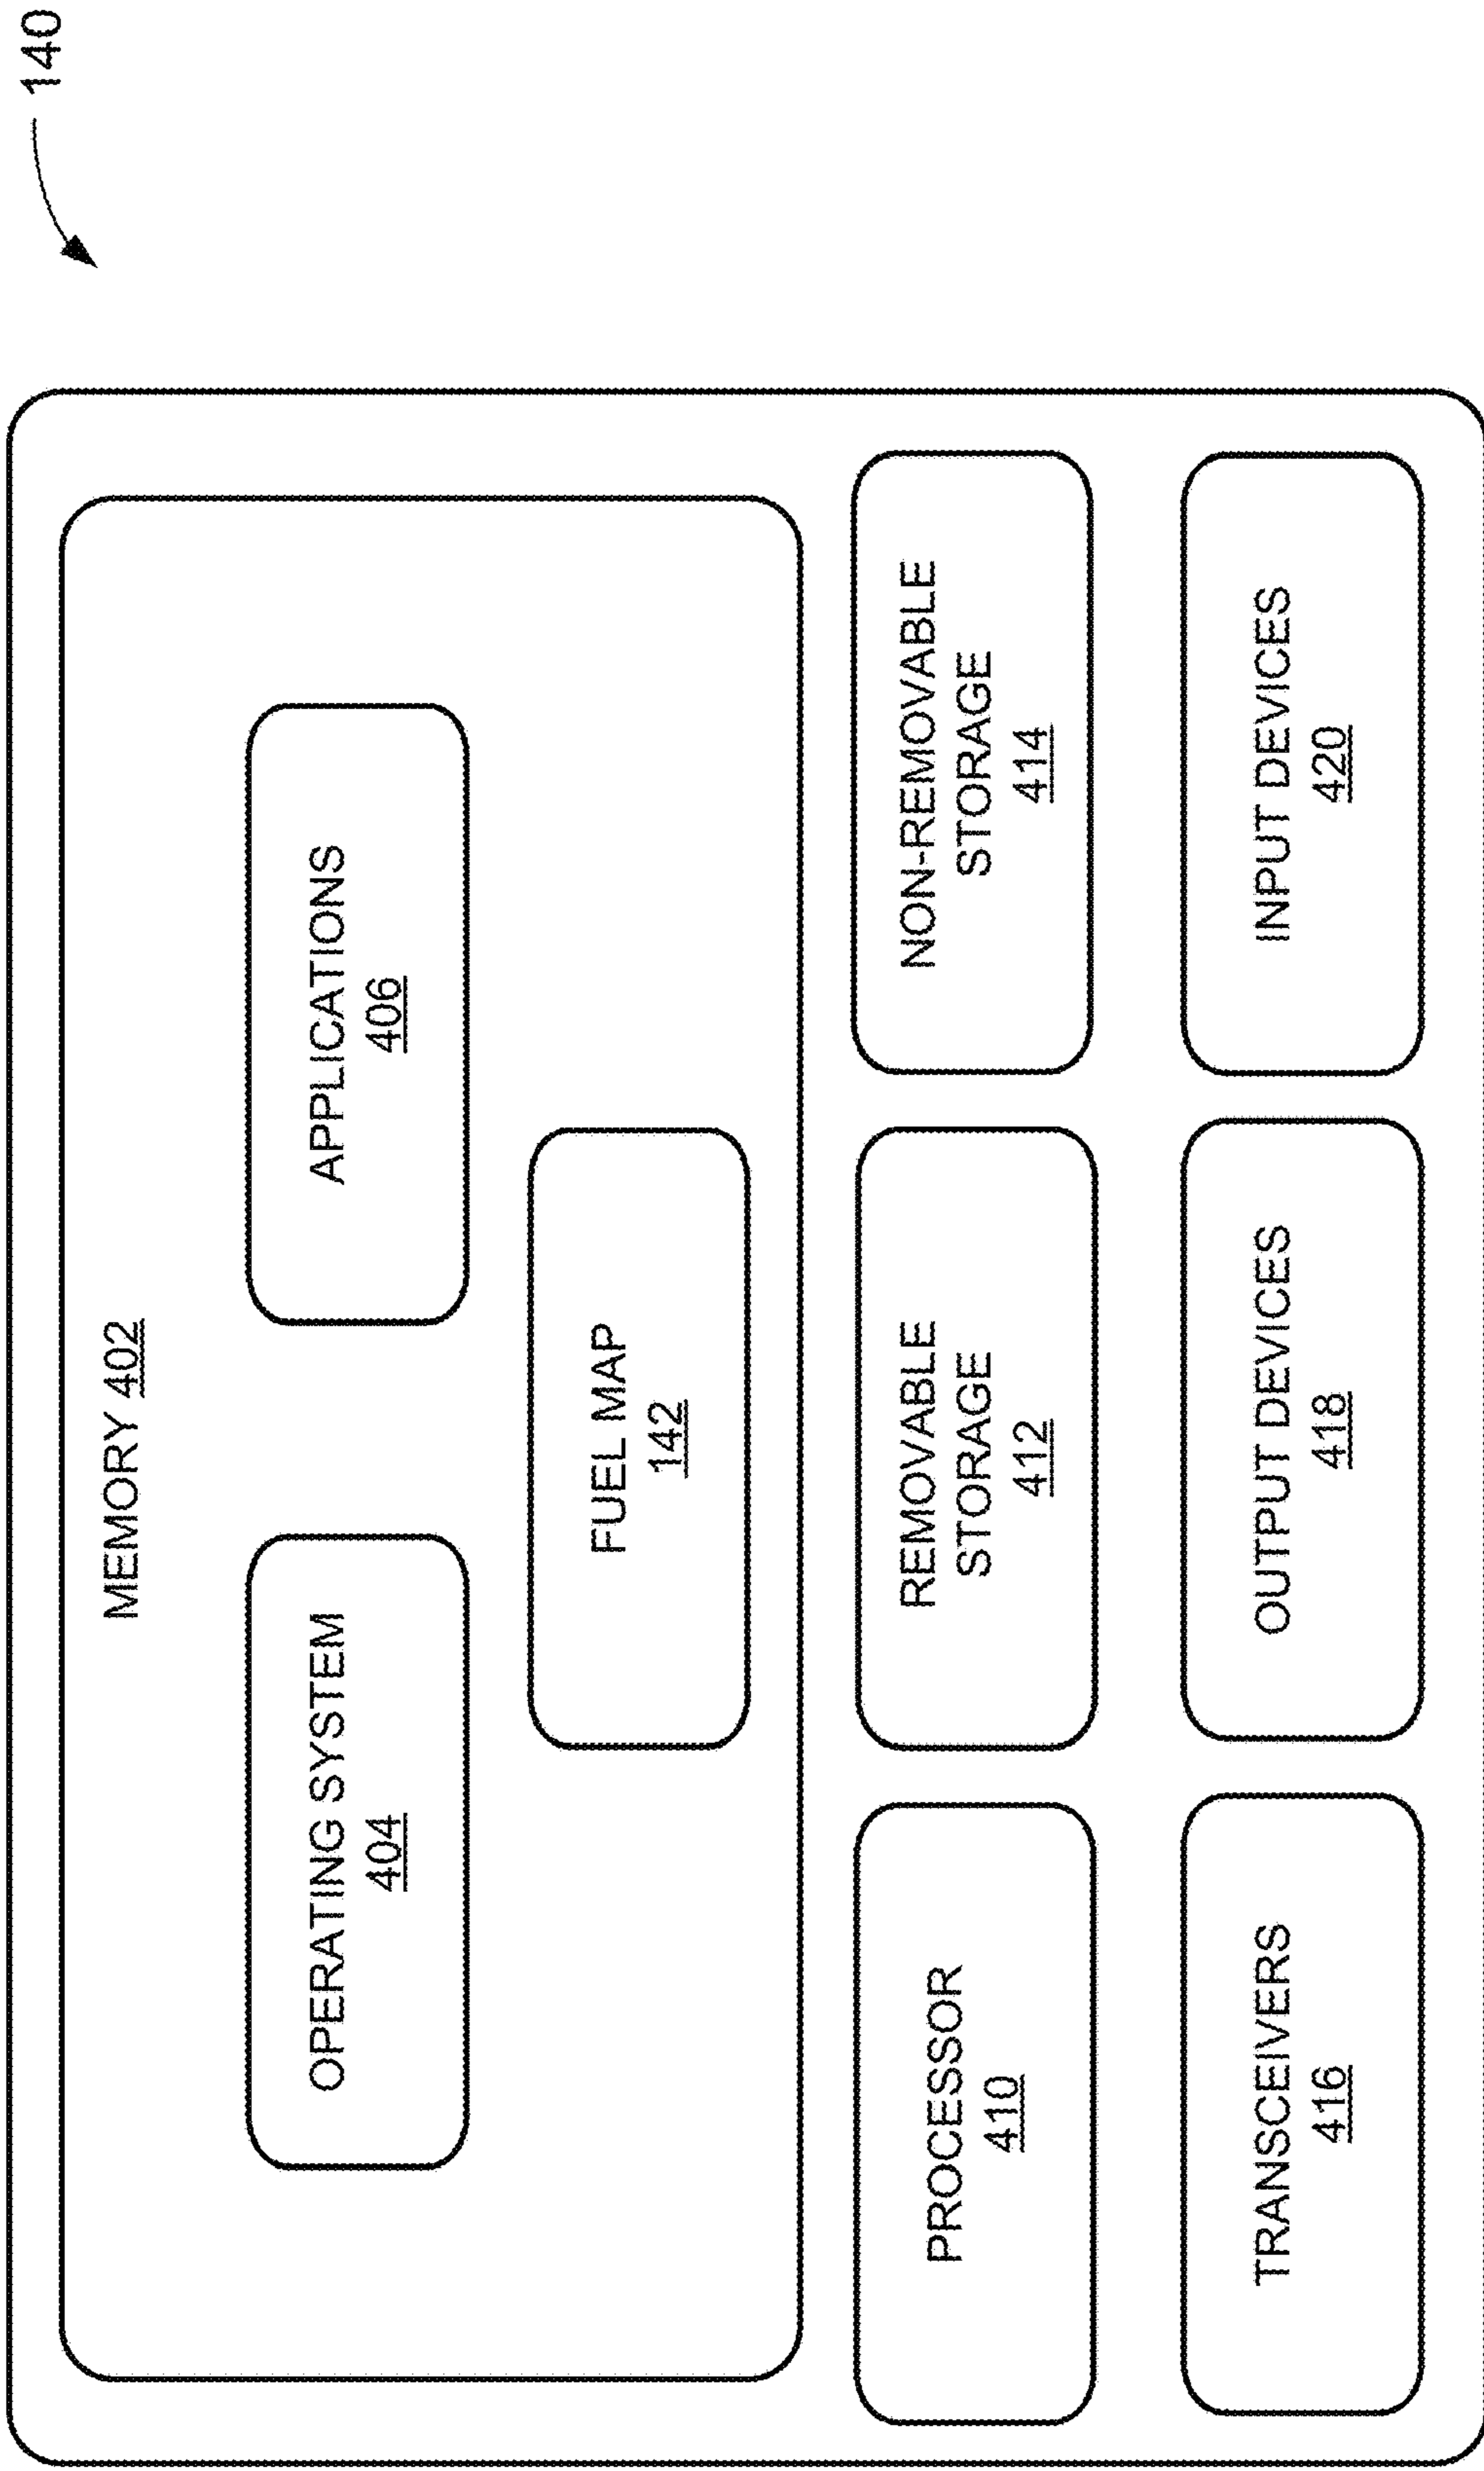 140
MEMORY 402
OPERATING SYSTEM
404
APPLICATIONS
406
FUEL MAP
142
PROCESSOR
410
REMOVABLE
STORAGE
412
NON-REMOVABLE
STORAGE
414
TRANSCEIVERS
416
OUTPUT DEVICES
418
INPUT DEVICES
420